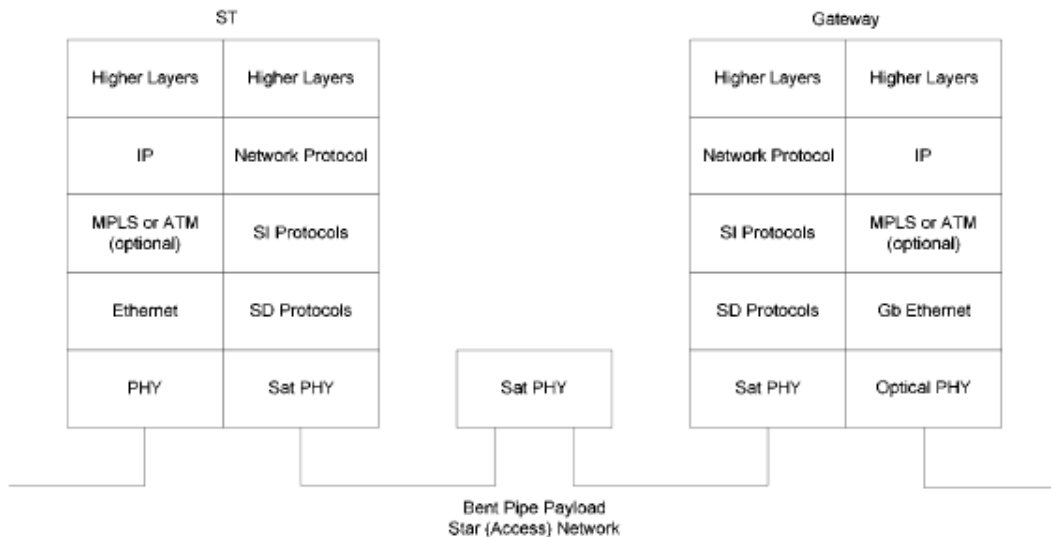 ST
Gateway
Higher Layers
Higher Layers
Higher Layers
Higher Layers
IP
Network Protocol
Network Protocol
IP
MPLS or ATM
(optional)
SI Protocols
SI Protocols
MPLS or ATM
(optional)
Ethernet
SD Protocols
SD Protocols
Gb Ethernet
PHY
Sat PHY
Sat PHY
Sat PHY
Optical PHY
Bent Pipe Payload
Star (Access) Network